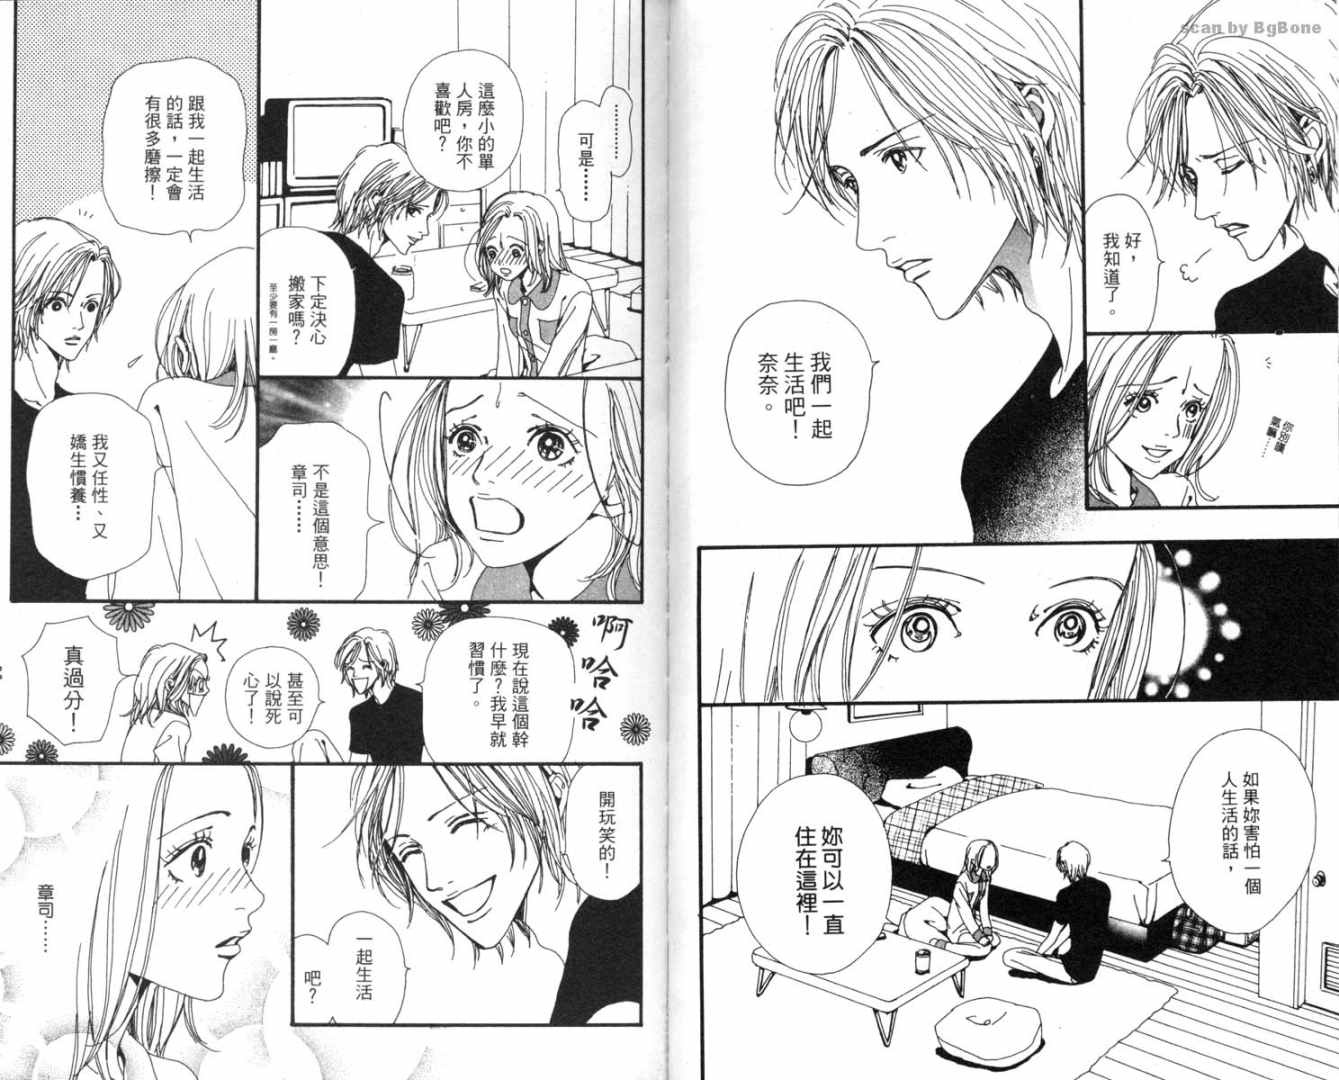 scan by BgBone
好，
我知道了。
你別嘆
氣嘛…
我們一起
生活吧！
奈奈。
如果妳害怕一個
人生活的話，
妳可以一直
住在這裡！
…………
可是……
這麼小的單
人房，你不
喜歡吧？
下定決心
搬家嗎？
至少要有一房一廳。
跟我一起生活
的話，一定會
有很多磨擦！
不是這個意思！
章司……
我又任性、又
嬌生慣養…
啊哈哈
現在說這個幹
什麼？我早就
習慣了。
甚至可
以說死
心了！
真過分！
開玩笑的！
一起生活
吧？
章司……